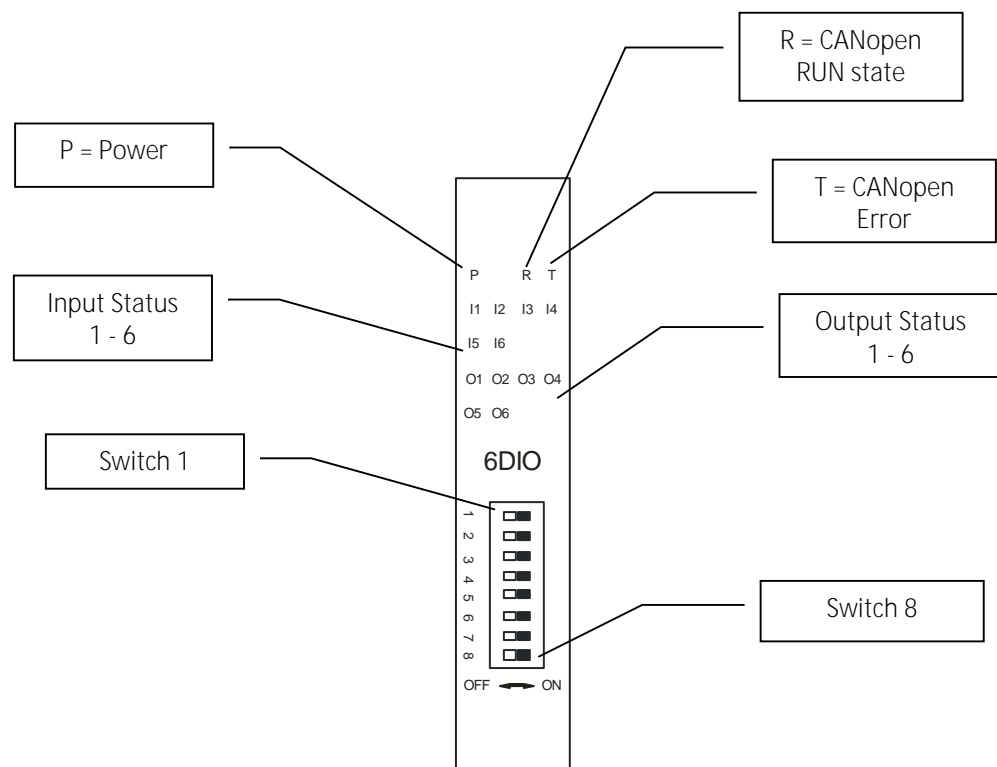 R = CANopen
RUN state
P = Power
T = CANopen
Error
P R T
Input Status
1 - 6
I1 I2 I3 I4
Output Status
1 - 6
I5 I6
O1 O2 O3 O4
O5 O6
Switch 1
6DIO
1
2
3
4
5
6
7
8
Switch 8
OFF ON